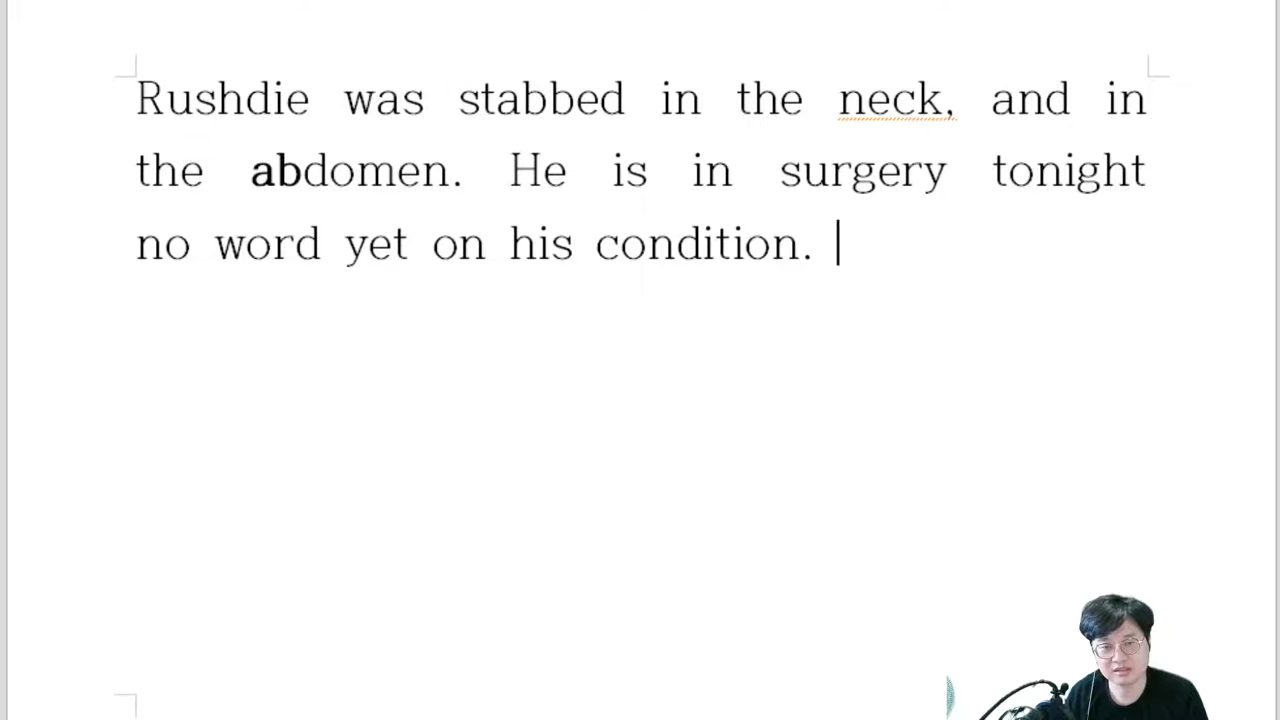 Rushdie was stabbed in the neck, and in
the abdomen. He is in surgery tonight
no word yet on his condition.